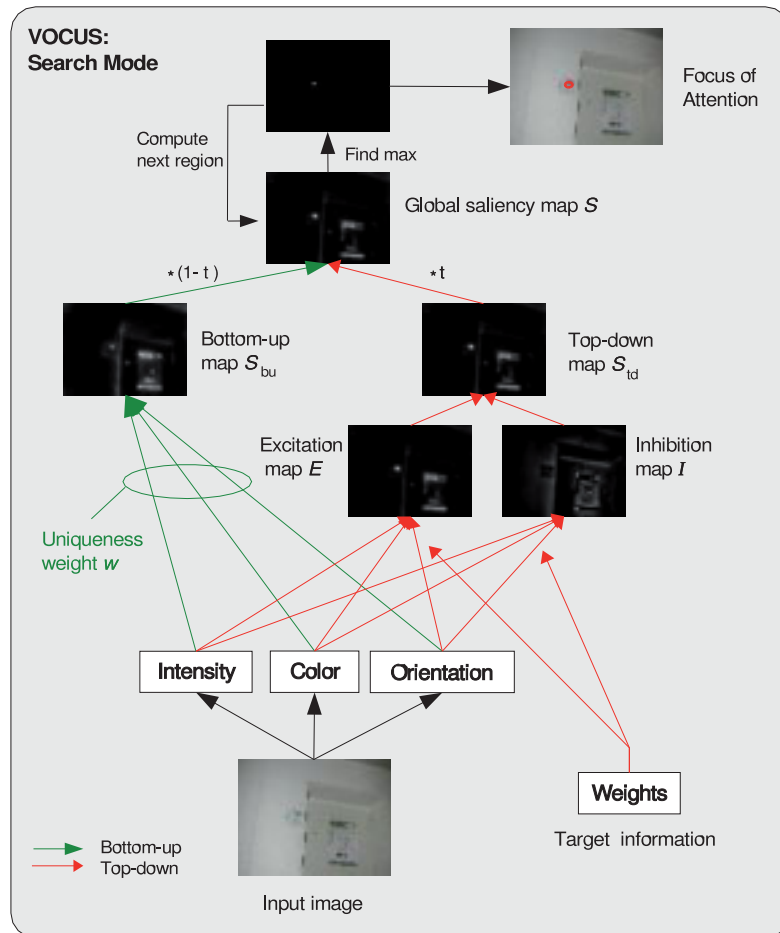 VOCUS:
Search Mode
Focus of
Attention
Compute
next region
Find max
Global saliency map S
*(1- t)
*t
Bottom-up
map S_bu
Top-down
map S_td
Excitation
map E
Inhibition
map I
Uniqueness
weight w
Intensity
Color
Orientation
Weights
Target information
Bottom-up
Top-down
Input image